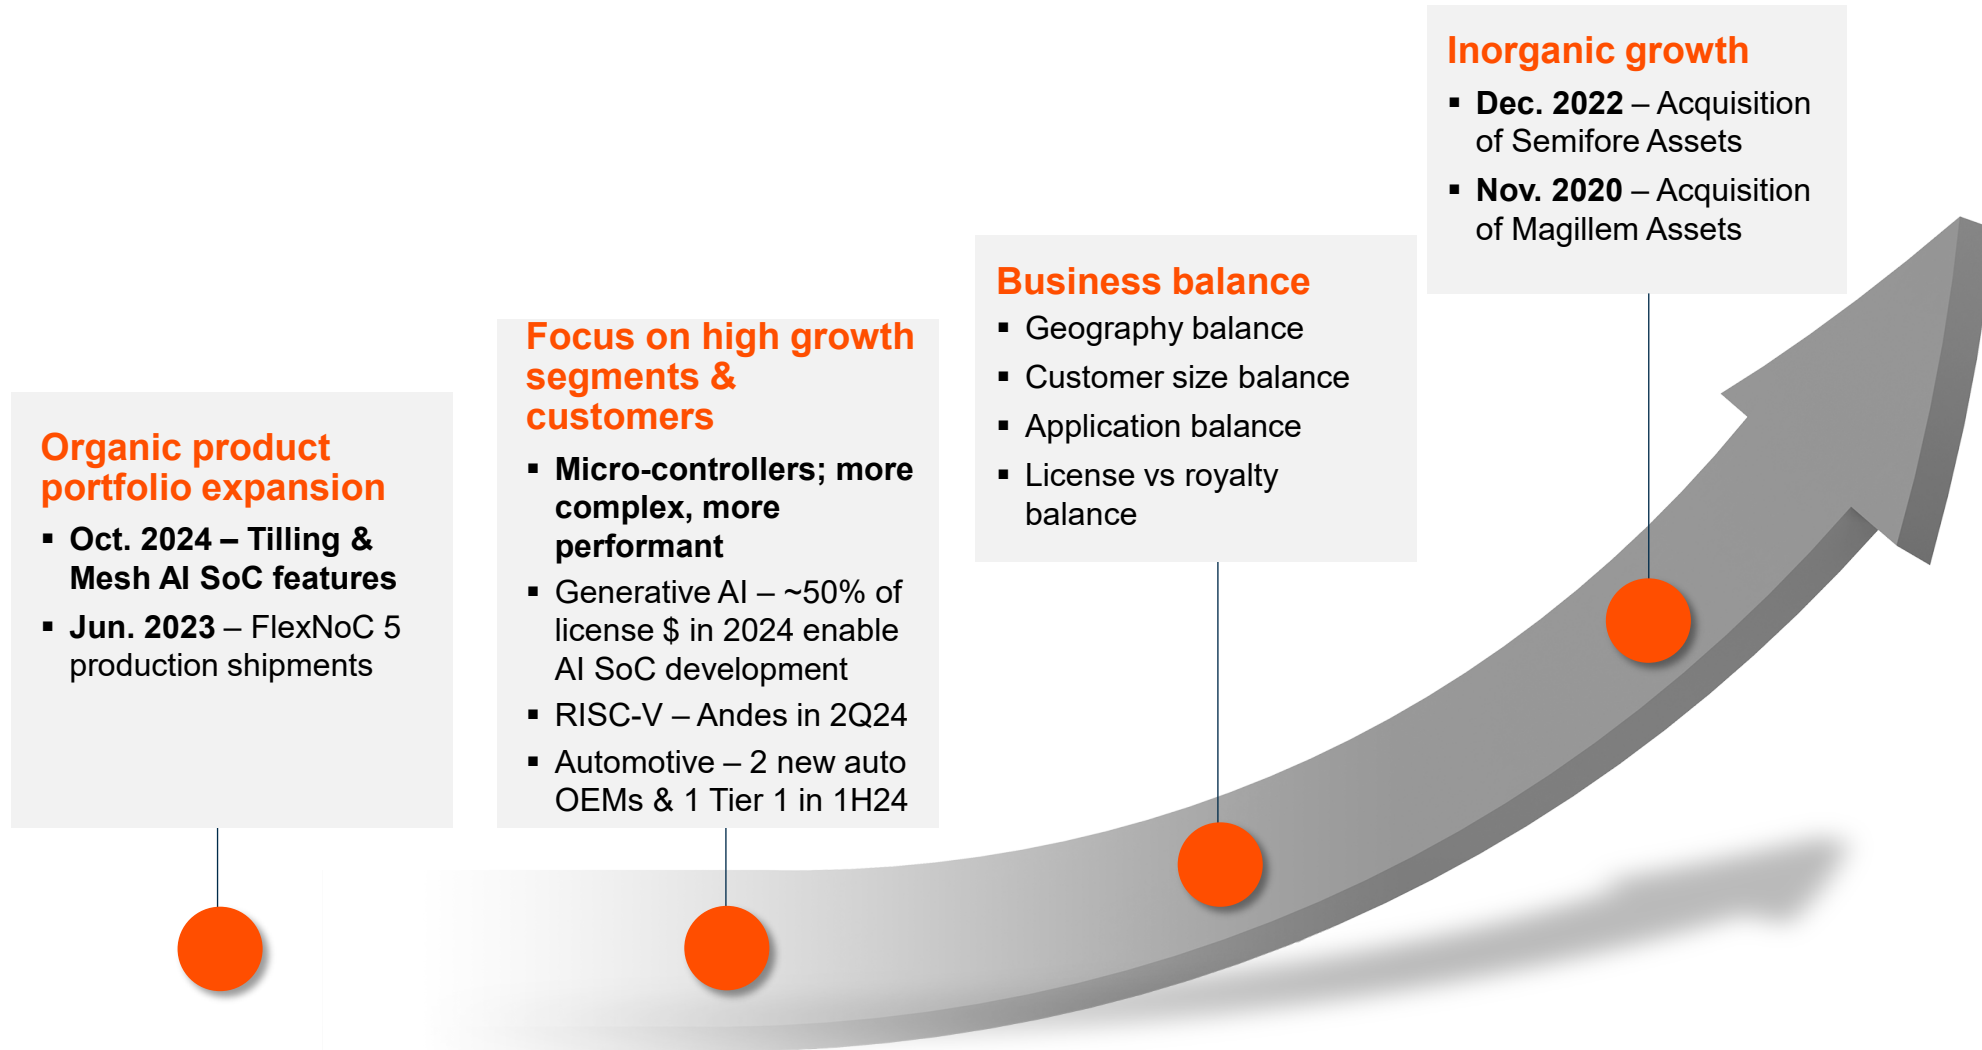 Organic product
portfolio expansion
▪ Oct. 2024 – Tilling &
Mesh AI SoC features
▪ Jun. 2023 – FlexNoC 5
production shipments
Focus on high growth
segments &
customers
▪ Micro-controllers; more
complex, more
performant
▪ Generative AI – ~50% of
license $ in 2024 enable
AI SoC development
▪ RISC-V – Andes in 2Q24
▪ Automotive – 2 new auto
OEMs & 1 Tier 1 in 1H24
Business balance
▪ Geography balance
▪ Customer size balance
▪ Application balance
▪ License vs royalty
balance
Inorganic growth
▪ Dec. 2022 – Acquisition
of Semifore Assets
▪ Nov. 2020 – Acquisition
of Magillem Assets